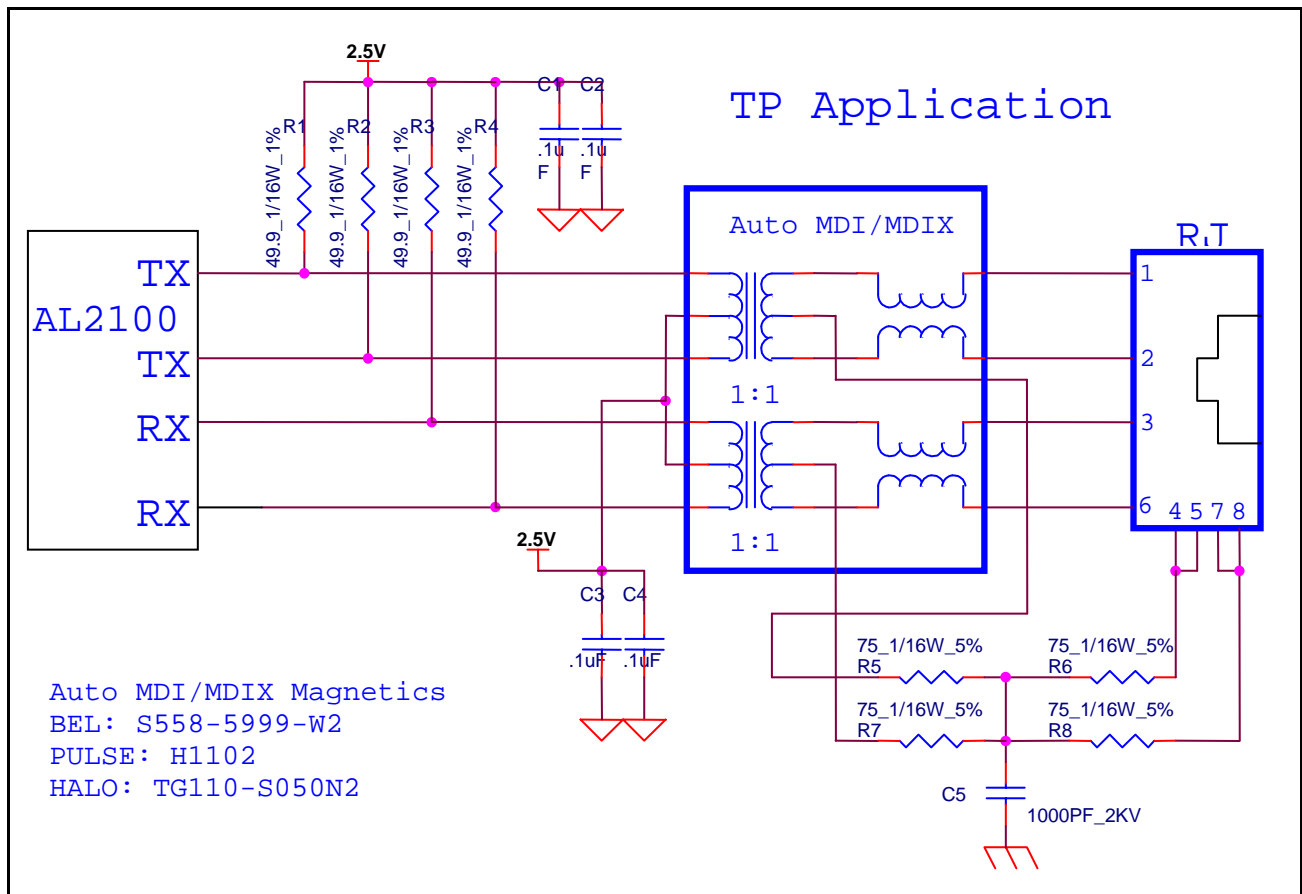 2.5V
C1 C2
TP Application
R1 R2 R3 R4
49.9_1/16W_1%
49.9_1/16W_1%
49.9_1/16W_1%
49.9_1/16W_1%
.1u
F
.1u
F
Auto MDI/MDIX
RJ
TX
AL2100
TX
RX
RX
1
2
3
6
4 5 7 8
1:1
1:1
2.5V
C3 C4
.1uF .1uF
75_1/16W_5%
R5
75_1/16W_5%
R6
75_1/16W_5%
R7
75_1/16W_5%
R8
C5
1000PF_2KV
Auto MDI/MDIX Magnetics
BEL: S558-5999-W2
PULSE: H1102
HALO: TG110-S050N2